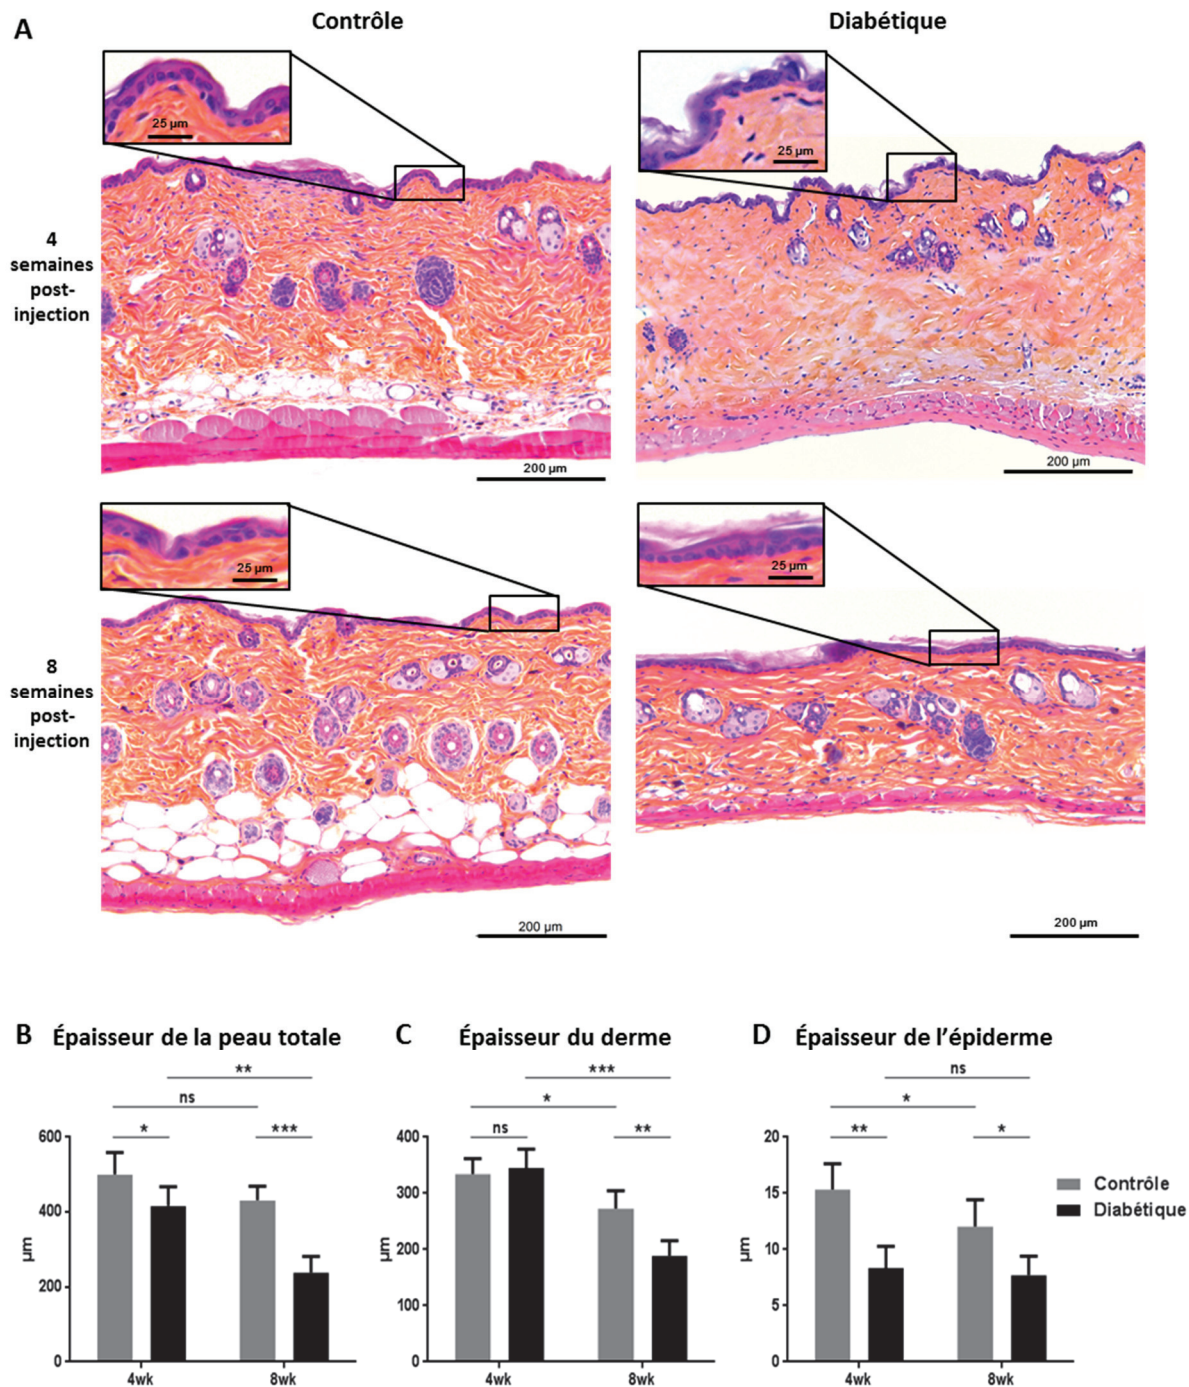 A
Contrôle
Diabétique
25 µm
25 µm
4
semaines
post-
injection
200 µm
200 µm
25 µm
25 µm
8
semaines
post-
injection
200 µm
200 µm
B Épaisseur de la peau totale
**
ns
*
***
600
400
200
0
µm
4wk
8wk
C Épaisseur du derme
***
*
ns
**
400
300
200
100
0
µm
4wk
8wk
D Épaisseur de l’épiderme
ns
*
**
*
20
15
10
5
0
µm
4wk
8wk
Contrôle
Diabétique